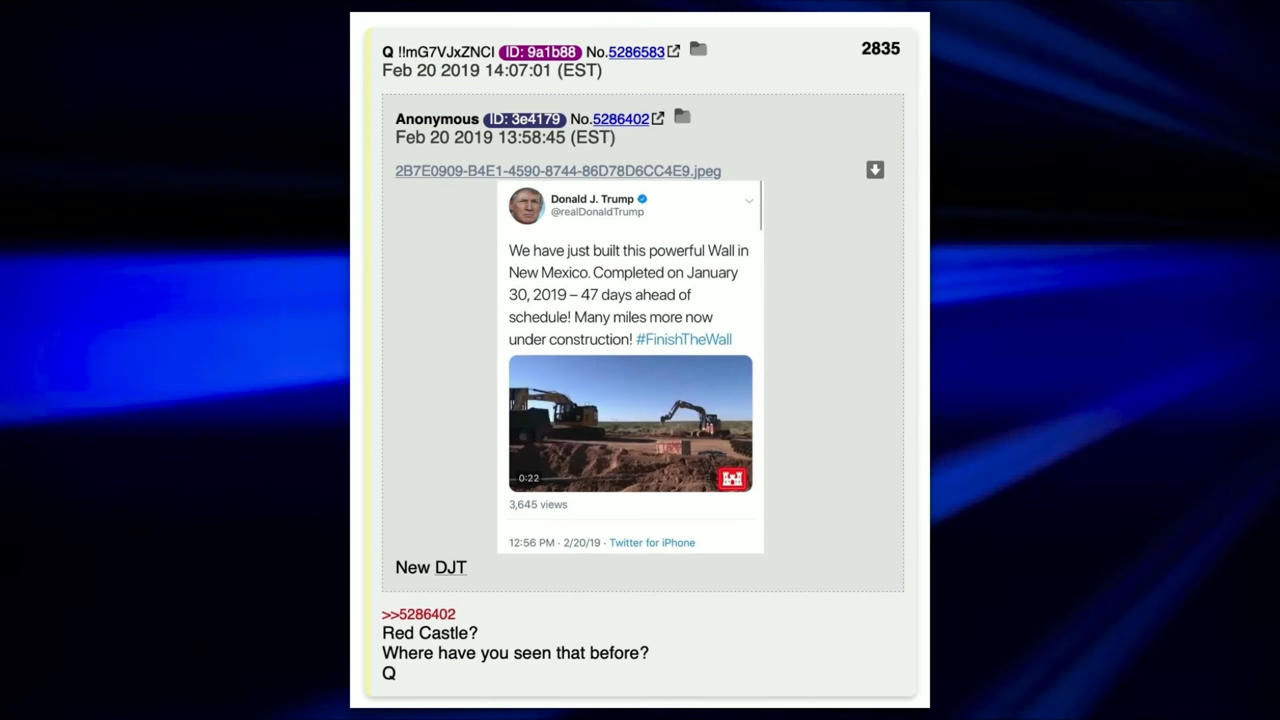 Q !!mG7VJxZNCI ID: 9a1b88 No.5286583 2835
Feb 20 2019 14:07:01 (EST)
Anonymous ID: 3e4179 No.5286402
Feb 20 2019 13:58:45 (EST)
2B7E0909-B4E1-4590-8744-86D78D6CC4E9.jpeg
Donald J. Trump
@realDonaldTrump
We have just built this powerful Wall in
New Mexico. Completed on January
30, 2019 – 47 days ahead of
schedule! Many miles more now
under construction! #FinishTheWall
0:22
3,645 views
12:56 PM · 2/20/19 · Twitter for iPhone
New DJT
>>5286402
Red Castle?
Where have you seen that before?
Q